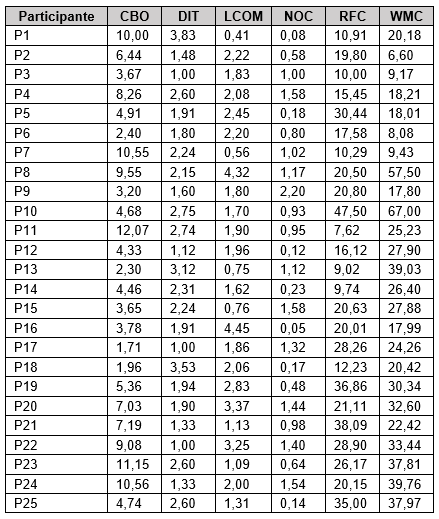 Participante CBO DIT LCOM NOC RFC WMC
P1 10,00 3,83 0,41 0,08 10,91 20,18
P2 6,44 1,48 2,22 0,58 19,80 6,60
P3 3,67 1,00 1,83 1,00 10,00 9,17
P4 8,26 2,60 2,08 1,58 15,45 18,21
P5 4,91 1,91 2,45 0,18 30,44 18,01
P6 2,40 1,80 2,20 0,80 17,58 8,08
P7 10,55 2,24 0,56 1,02 10,29 9,43
P8 9,55 2,15 4,32 1,17 20,50 57,50
P9 3,20 1,60 1,80 2,20 20,80 17,80
P10 4,68 2,75 1,70 0,93 47,50 67,00
P11 12,07 2,74 1,90 0,95 7,62 25,23
P12 4,33 1,12 1,96 0,12 16,12 27,90
P13 2,30 3,12 0,75 1,12 9,02 39,03
P14 4,46 2,31 1,62 0,23 9,74 26,40
P15 3,65 2,24 0,76 1,58 20,63 27,88
P16 3,78 1,91 4,45 0,05 20,01 17,99
P17 1,71 1,00 1,86 1,32 28,26 24,26
P18 1,96 3,53 2,06 0,17 12,23 20,42
P19 5,36 1,94 2,83 0,48 36,86 30,34
P20 7,03 1,90 3,37 1,44 21,11 32,60
P21 7,19 1,33 1,13 0,98 38,09 22,42
P22 9,08 1,00 3,25 1,40 28,90 33,44
P23 11,15 2,60 1,09 0,64 26,17 37,81
P24 10,56 1,33 2,00 1,54 20,15 39,76
P25 4,74 2,60 1,31 0,14 35,00 37,97